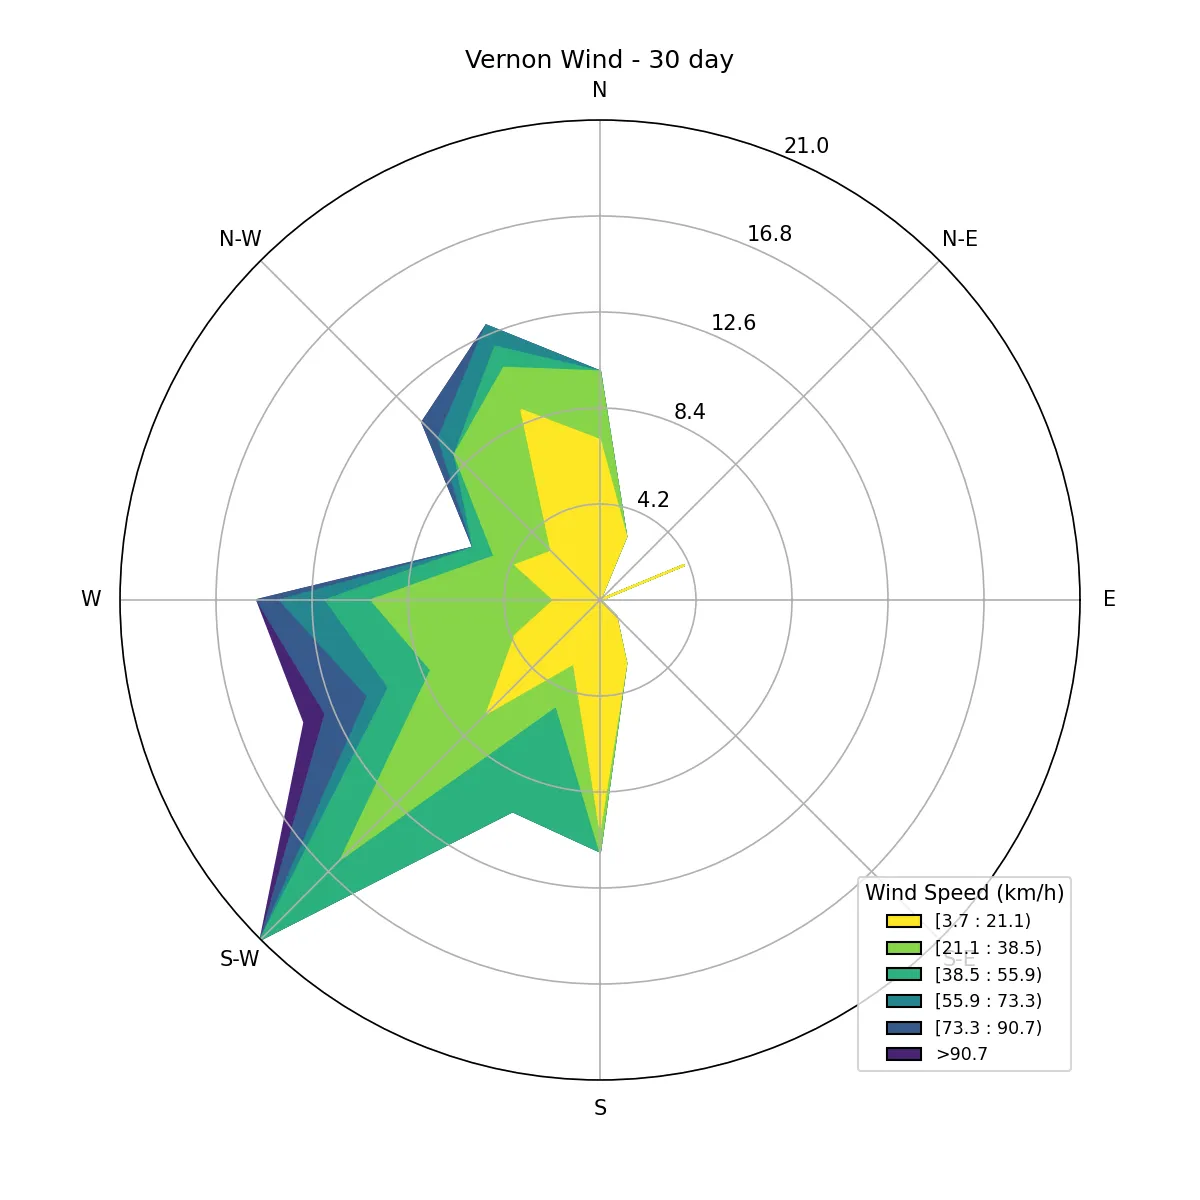 Vernon Wind - 30 day
N
21.0
16.8
N-W
N-E
12.6
8.4
4.2
W
E
S-W
S-E
S
Wind Speed (km/h)
[3.7 : 21.1)
[21.1 : 38.5)
[38.5 : 55.9)
[55.9 : 73.3)
[73.3 : 90.7)
>90.7